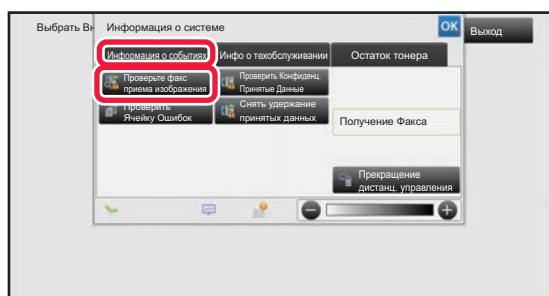 Выбрать Вн
Информация о системе
OK
Выход
Информация о событиях
Инфо о техобслуживании
Остаток тонера
Проверьте факс
приема изображения
Проверить Конфиденц.
Принятые Данные
Проверить
Ячейку Ошибок
Снять удержание
принятых данных
Получение Факса
Прекращение
дистанц. управления